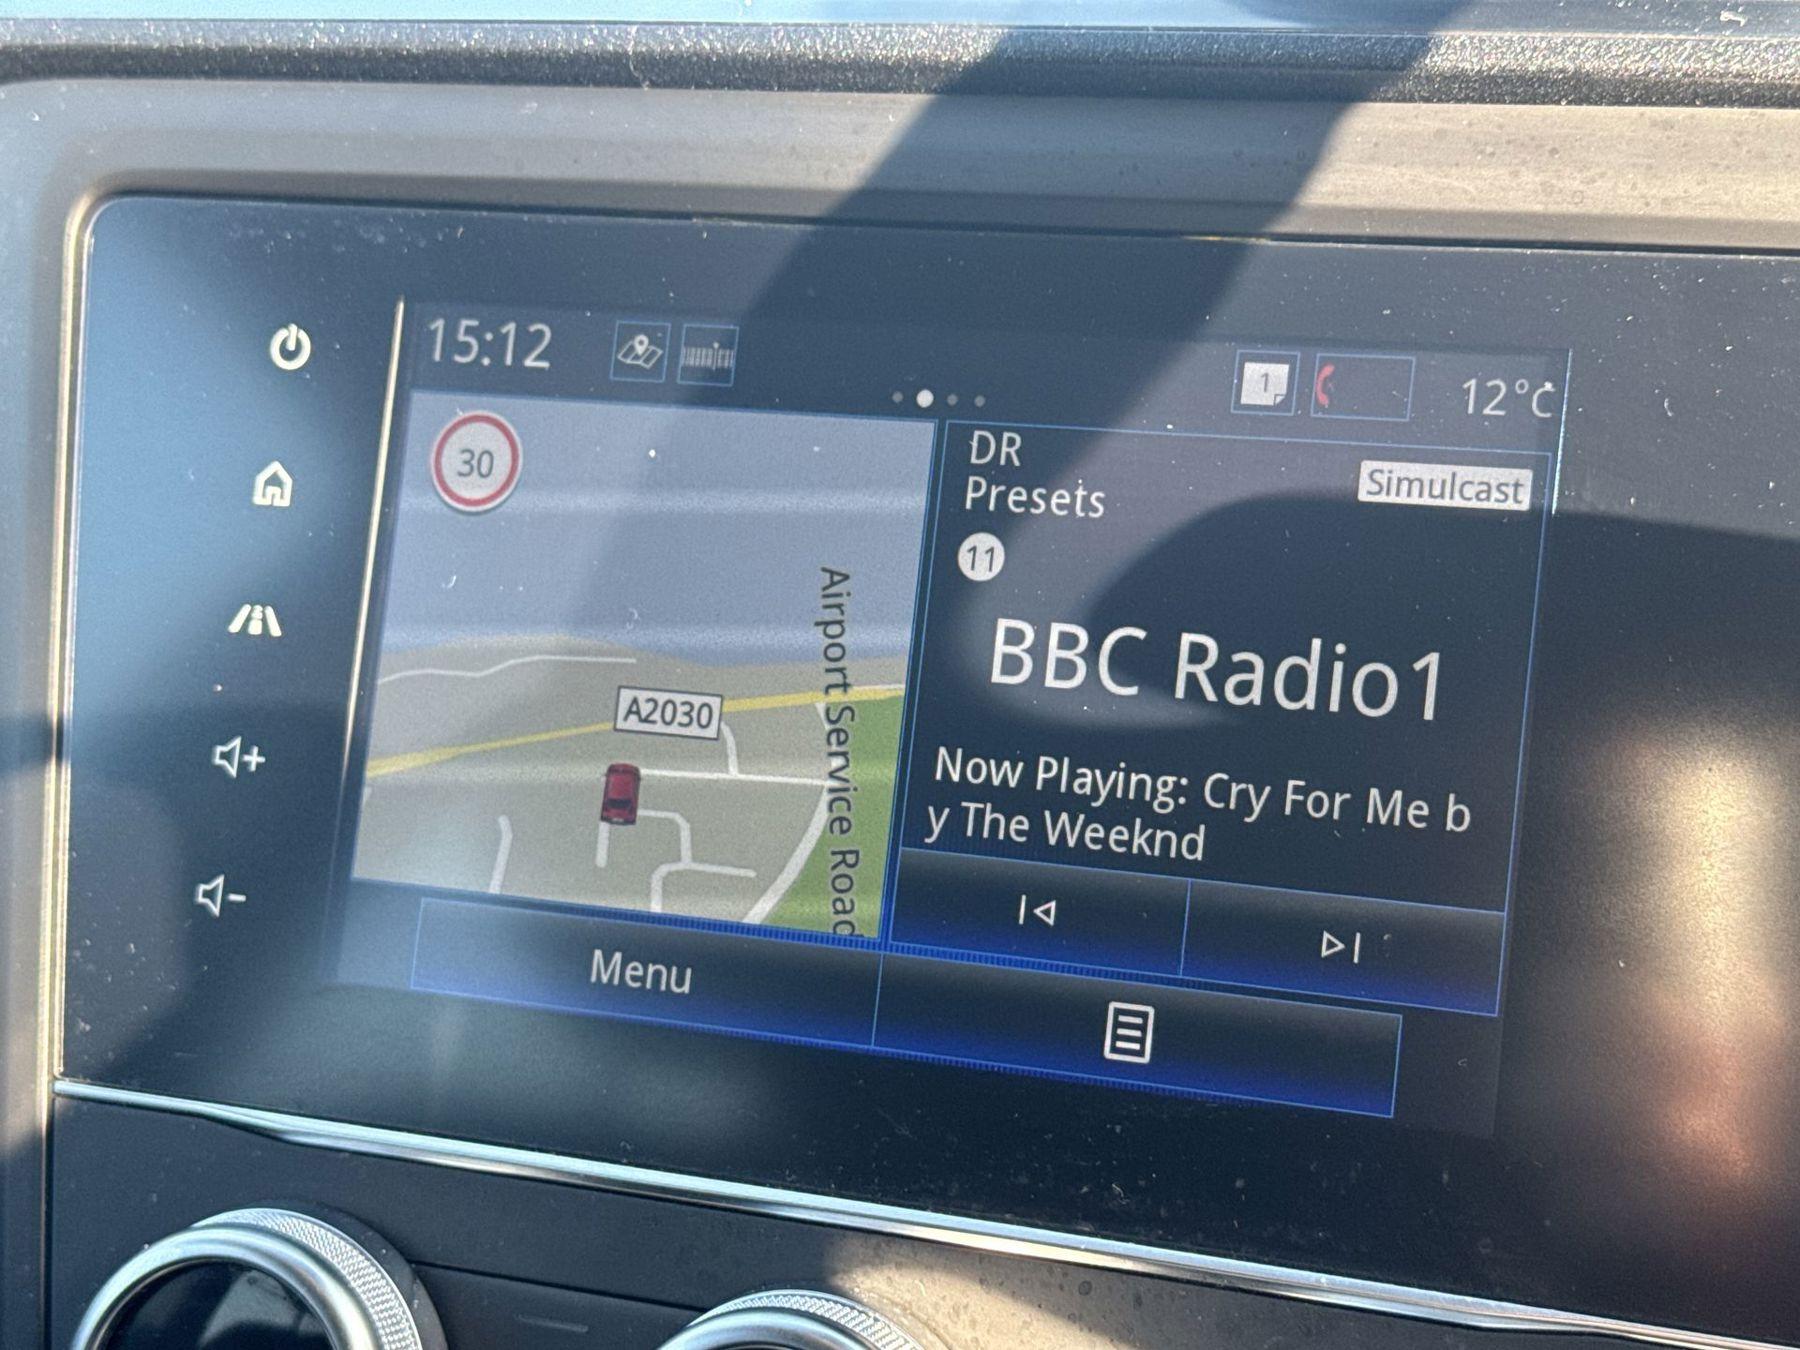 15:12
1
12°C
30
A2030
Airport Service Road
DR
Presets
Simulcast
11
BBC Radio1
Now Playing: Cry For Me b
y The Weeknd
Menu